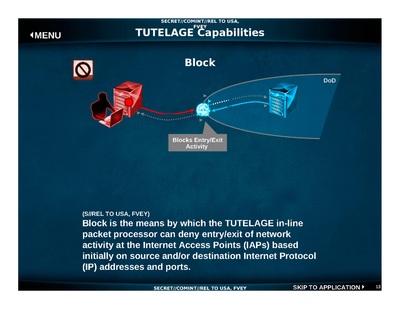 SECRET//COMINT//REL TO USA,
FVEY
MENU
TUTELAGE Capabilities
Block
DoD
Blocks Entry/Exit
Activity
(S//REL TO USA, FVEY)
Block is the means by which the TUTELAGE in-line
packet processor can deny entry/exit of network
activity at the Internet Access Points (IAPs) based
initially on source and/or destination Internet Protocol
(IP) addresses and ports.
SECRET//COMINT//REL TO USA, FVEY
SKIP TO APPLICATION
13